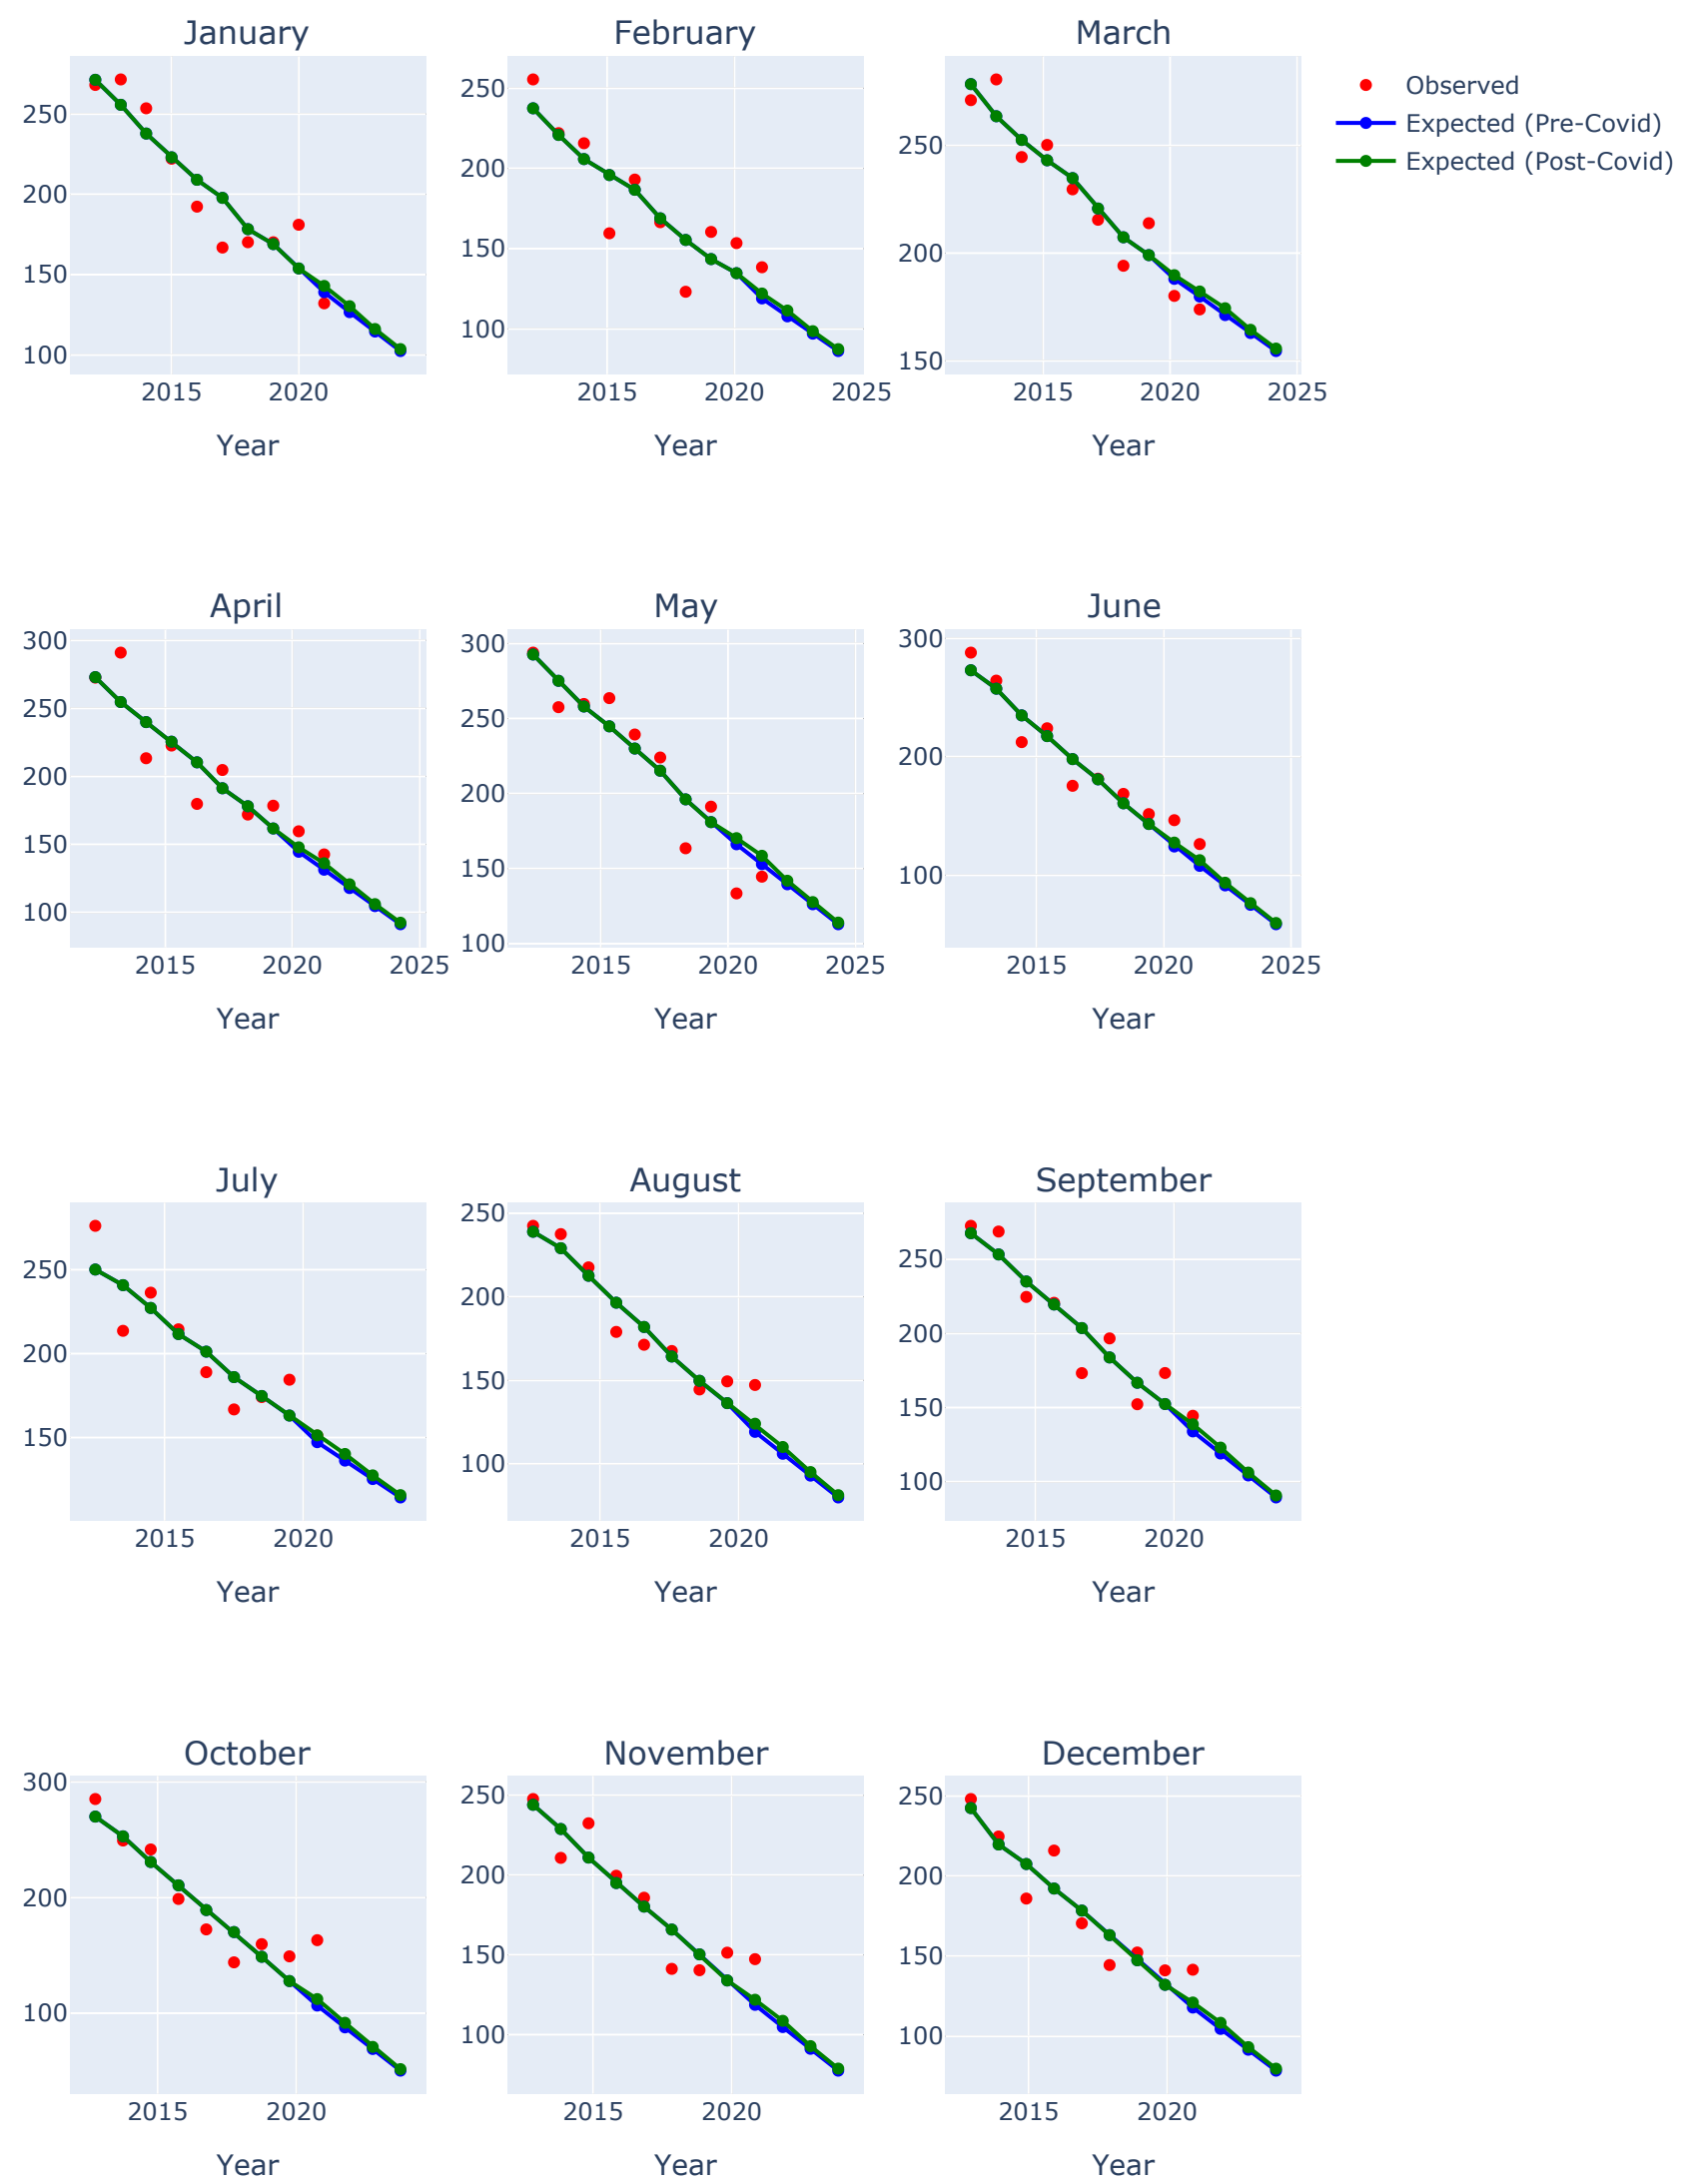 January
February
March
Observed
Expected (Pre-Covid)
Expected (Post-Covid)
250
200
150
100
2015
2020
Year
250
200
150
100
2015
2020
2025
Year
250
200
150
2015
2020
2025
Year
April
May
June
300
250
200
150
100
2015
2020
2025
Year
300
250
200
150
100
2015
2020
2025
Year
300
200
100
2015
2020
2025
Year
July
August
September
250
200
150
2015
2020
Year
250
200
150
100
2015
2020
Year
250
200
150
100
2015
2020
Year
October
November
December
300
200
100
2015
2020
Year
250
200
150
100
2015
2020
Year
250
200
150
100
2015
2020
Year